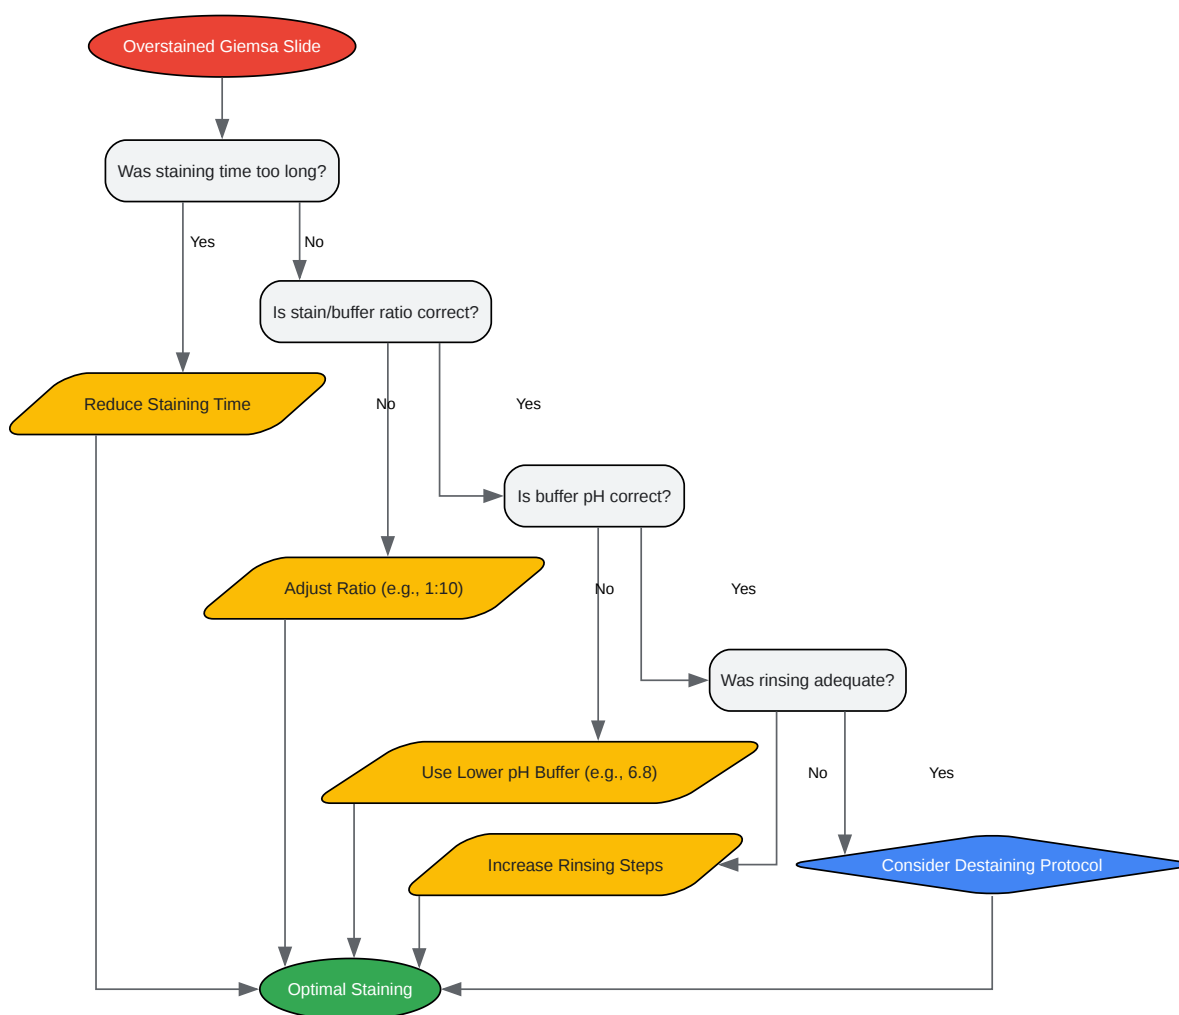 Overstained Giemsa Slide
Was staining time too long?
Yes
No
Is stain/buffer ratio correct?
Reduce Staining Time
No
Yes
Is buffer pH correct?
Adjust Ratio (e.g., 1:10)
No
Yes
Was rinsing adequate?
Use Lower pH Buffer (e.g., 6.8)
No
Yes
Increase Rinsing Steps
Consider Destaining Protocol
Optimal Staining